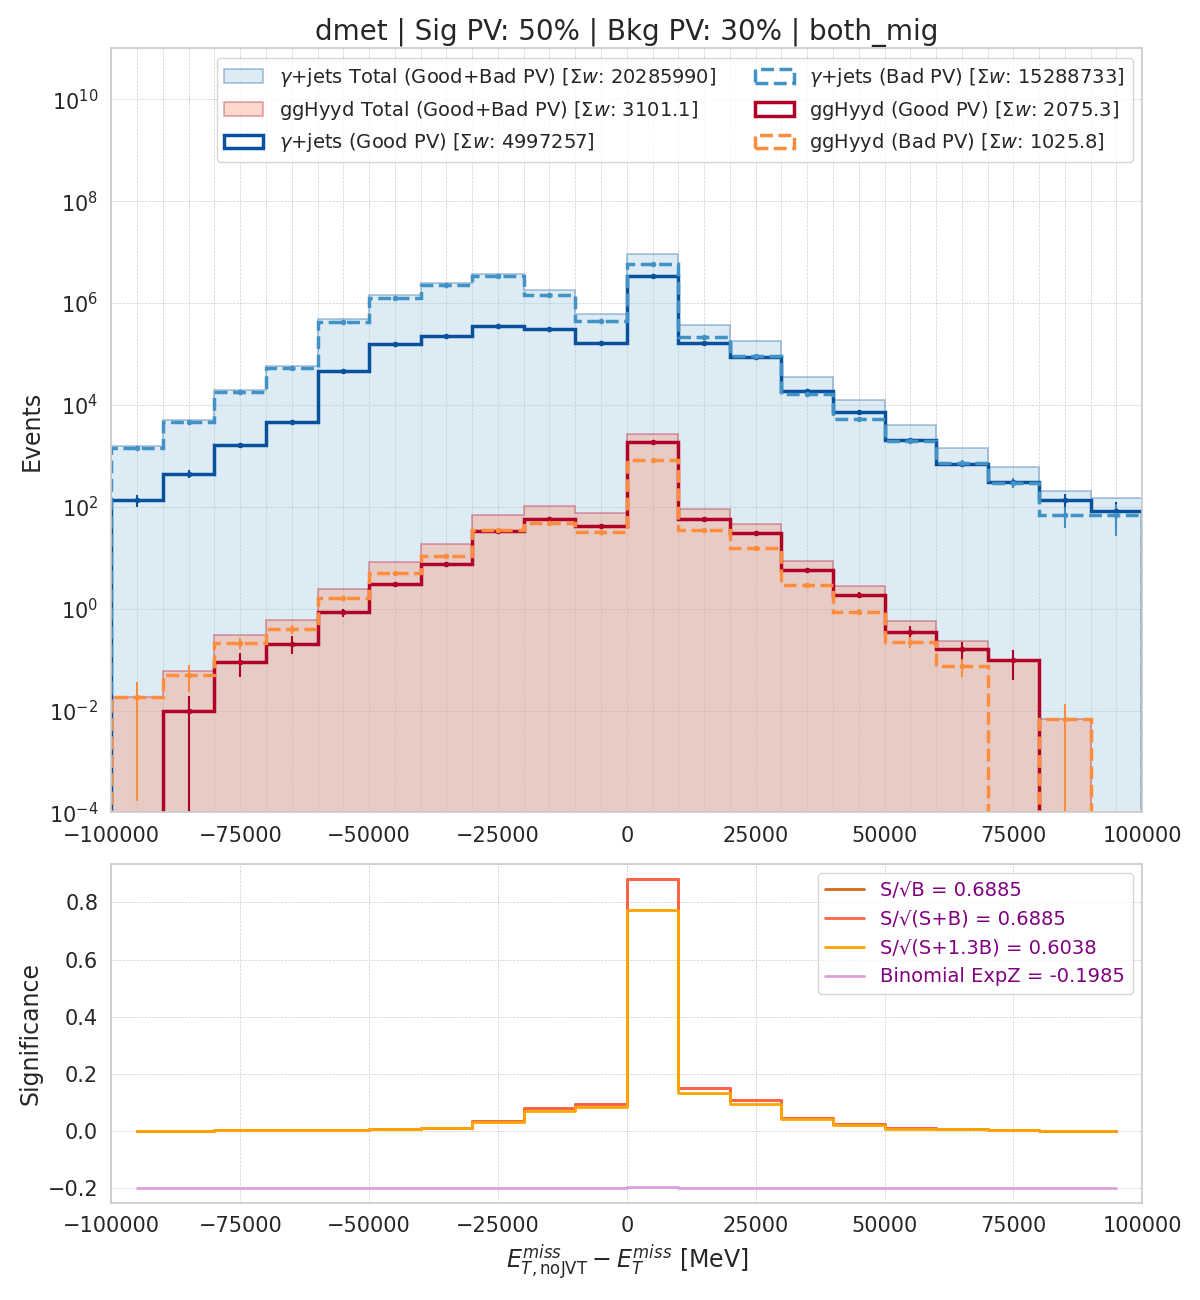 dmet | Sig PV: 50% | Bkg PV: 30% | both_mig
γ+jets Total (Good+Bad PV) [Σw: 20285990]
ggHyyd Total (Good+Bad PV) [Σw: 3101.1]
γ+jets (Good PV) [Σw: 4997257]
γ+jets (Bad PV) [Σw: 15288733]
ggHyyd (Good PV) [Σw: 2075.3]
ggHyyd (Bad PV) [Σw: 1025.8]
Events
10^10
10^8
10^6
10^4
10^2
10^0
10^−2
10^−4
−100000 −75000 −50000 −25000 0 25000 50000 75000 100000
S/√B = 0.6885
S/√(S+B) = 0.6885
S/√(S+1.3B) = 0.6038
Binomial ExpZ = -0.1985
Significance
0.8
0.6
0.4
0.2
0.0
−0.2
−100000 −75000 −50000 −25000 0 25000 50000 75000 100000
E_{T,noJVT}^{miss} − E_T^{miss} [MeV]